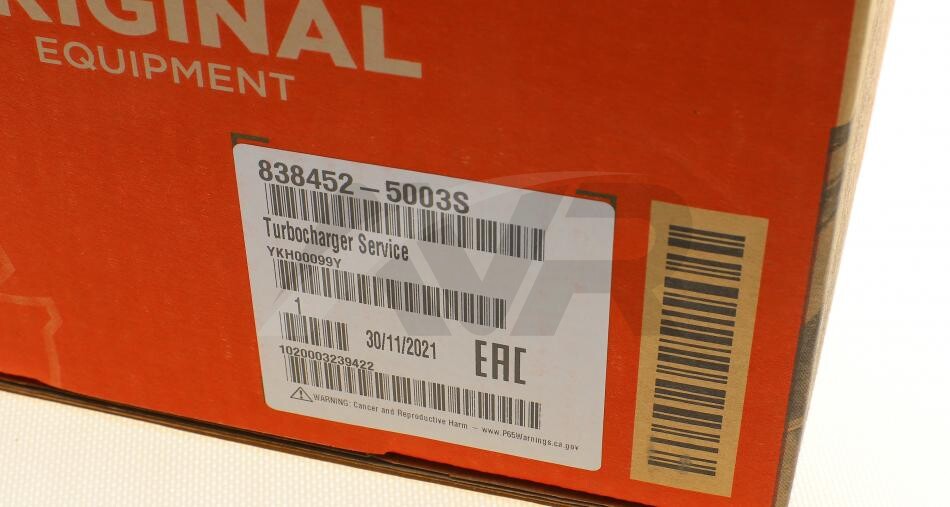 RIGINAL
EQUIPMENT
838452-5003S
Turbocharger Service
YKH00099Y
1
30/11/2021
EAC
1020003239422
WARNING: Cancer and Reproductive Harm — www.P65Warnings.ca.gov